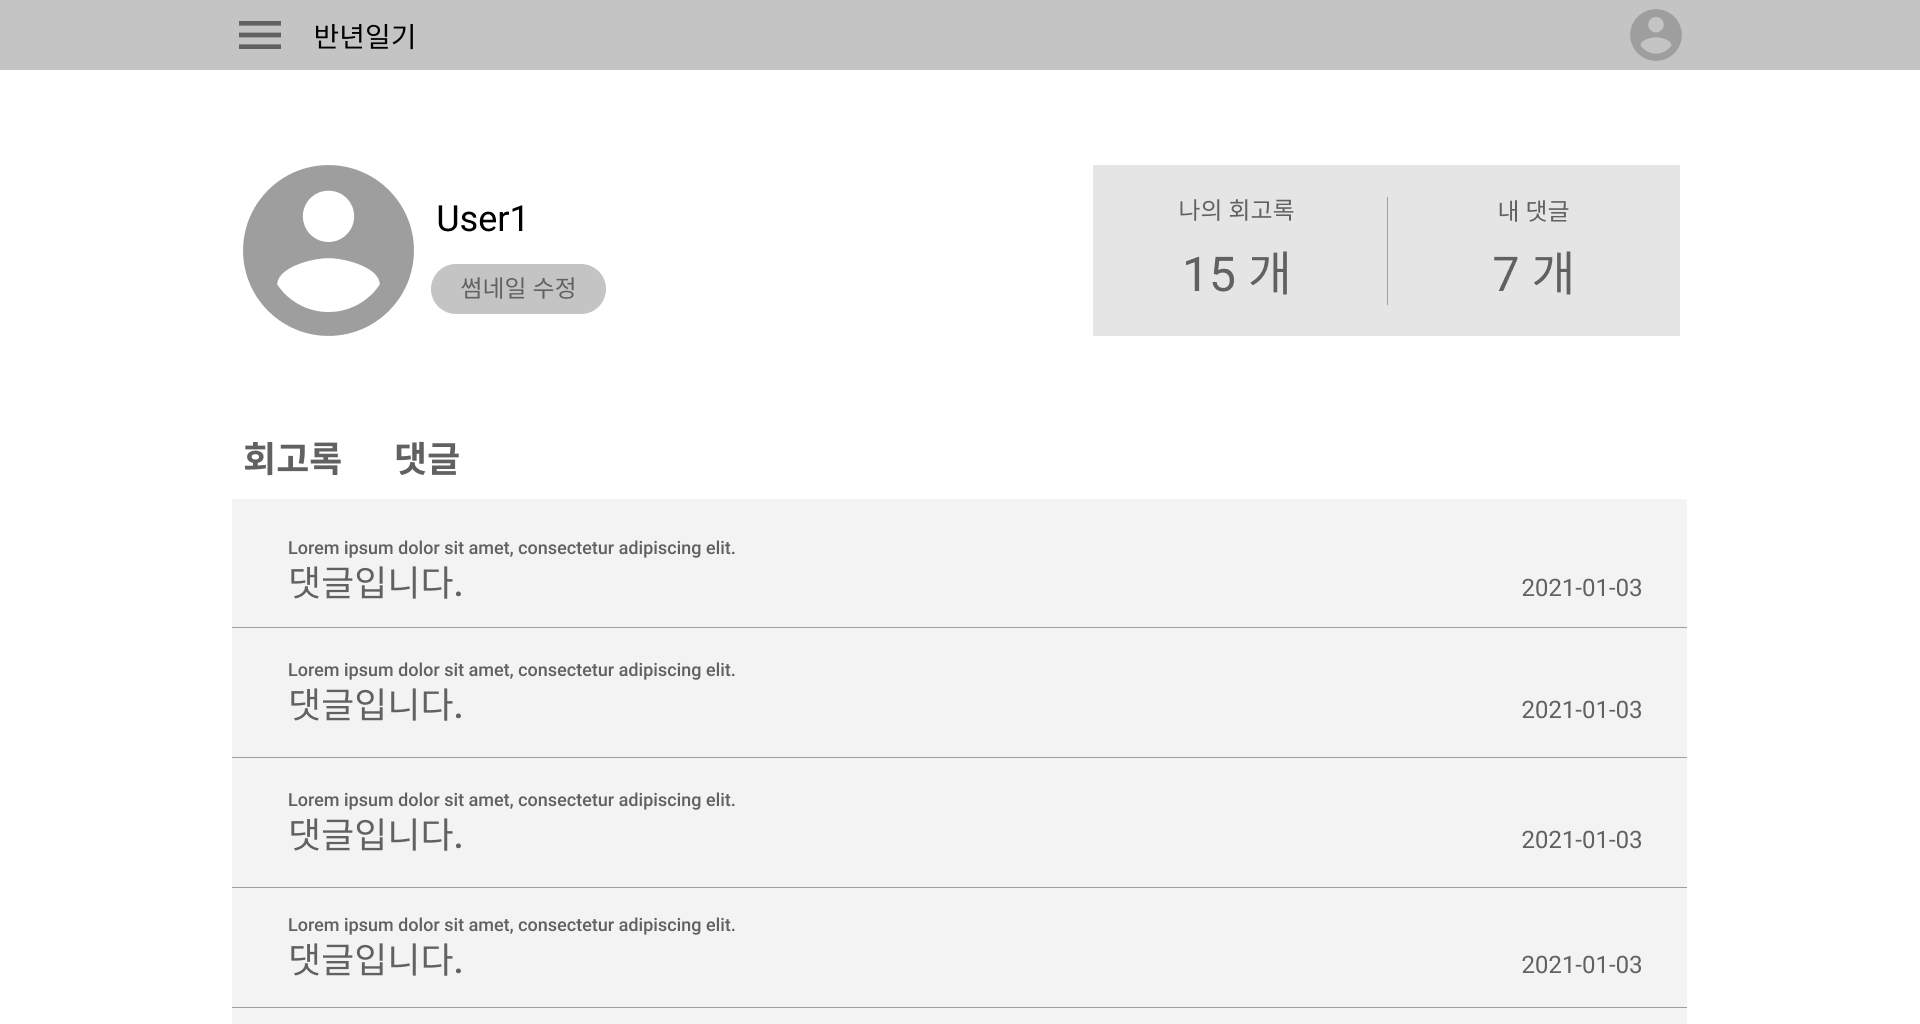 반년일기
User1
썸네일 수정
나의 회고록
내 댓글
15 개
7 개
회고록 댓글
Lorem ipsum dolor sit amet, consectetur adipiscing elit.
댓글입니다.
2021-01-03
Lorem ipsum dolor sit amet, consectetur adipiscing elit.
댓글입니다.
2021-01-03
Lorem ipsum dolor sit amet, consectetur adipiscing elit.
댓글입니다.
2021-01-03
Lorem ipsum dolor sit amet, consectetur adipiscing elit.
댓글입니다.
2021-01-03